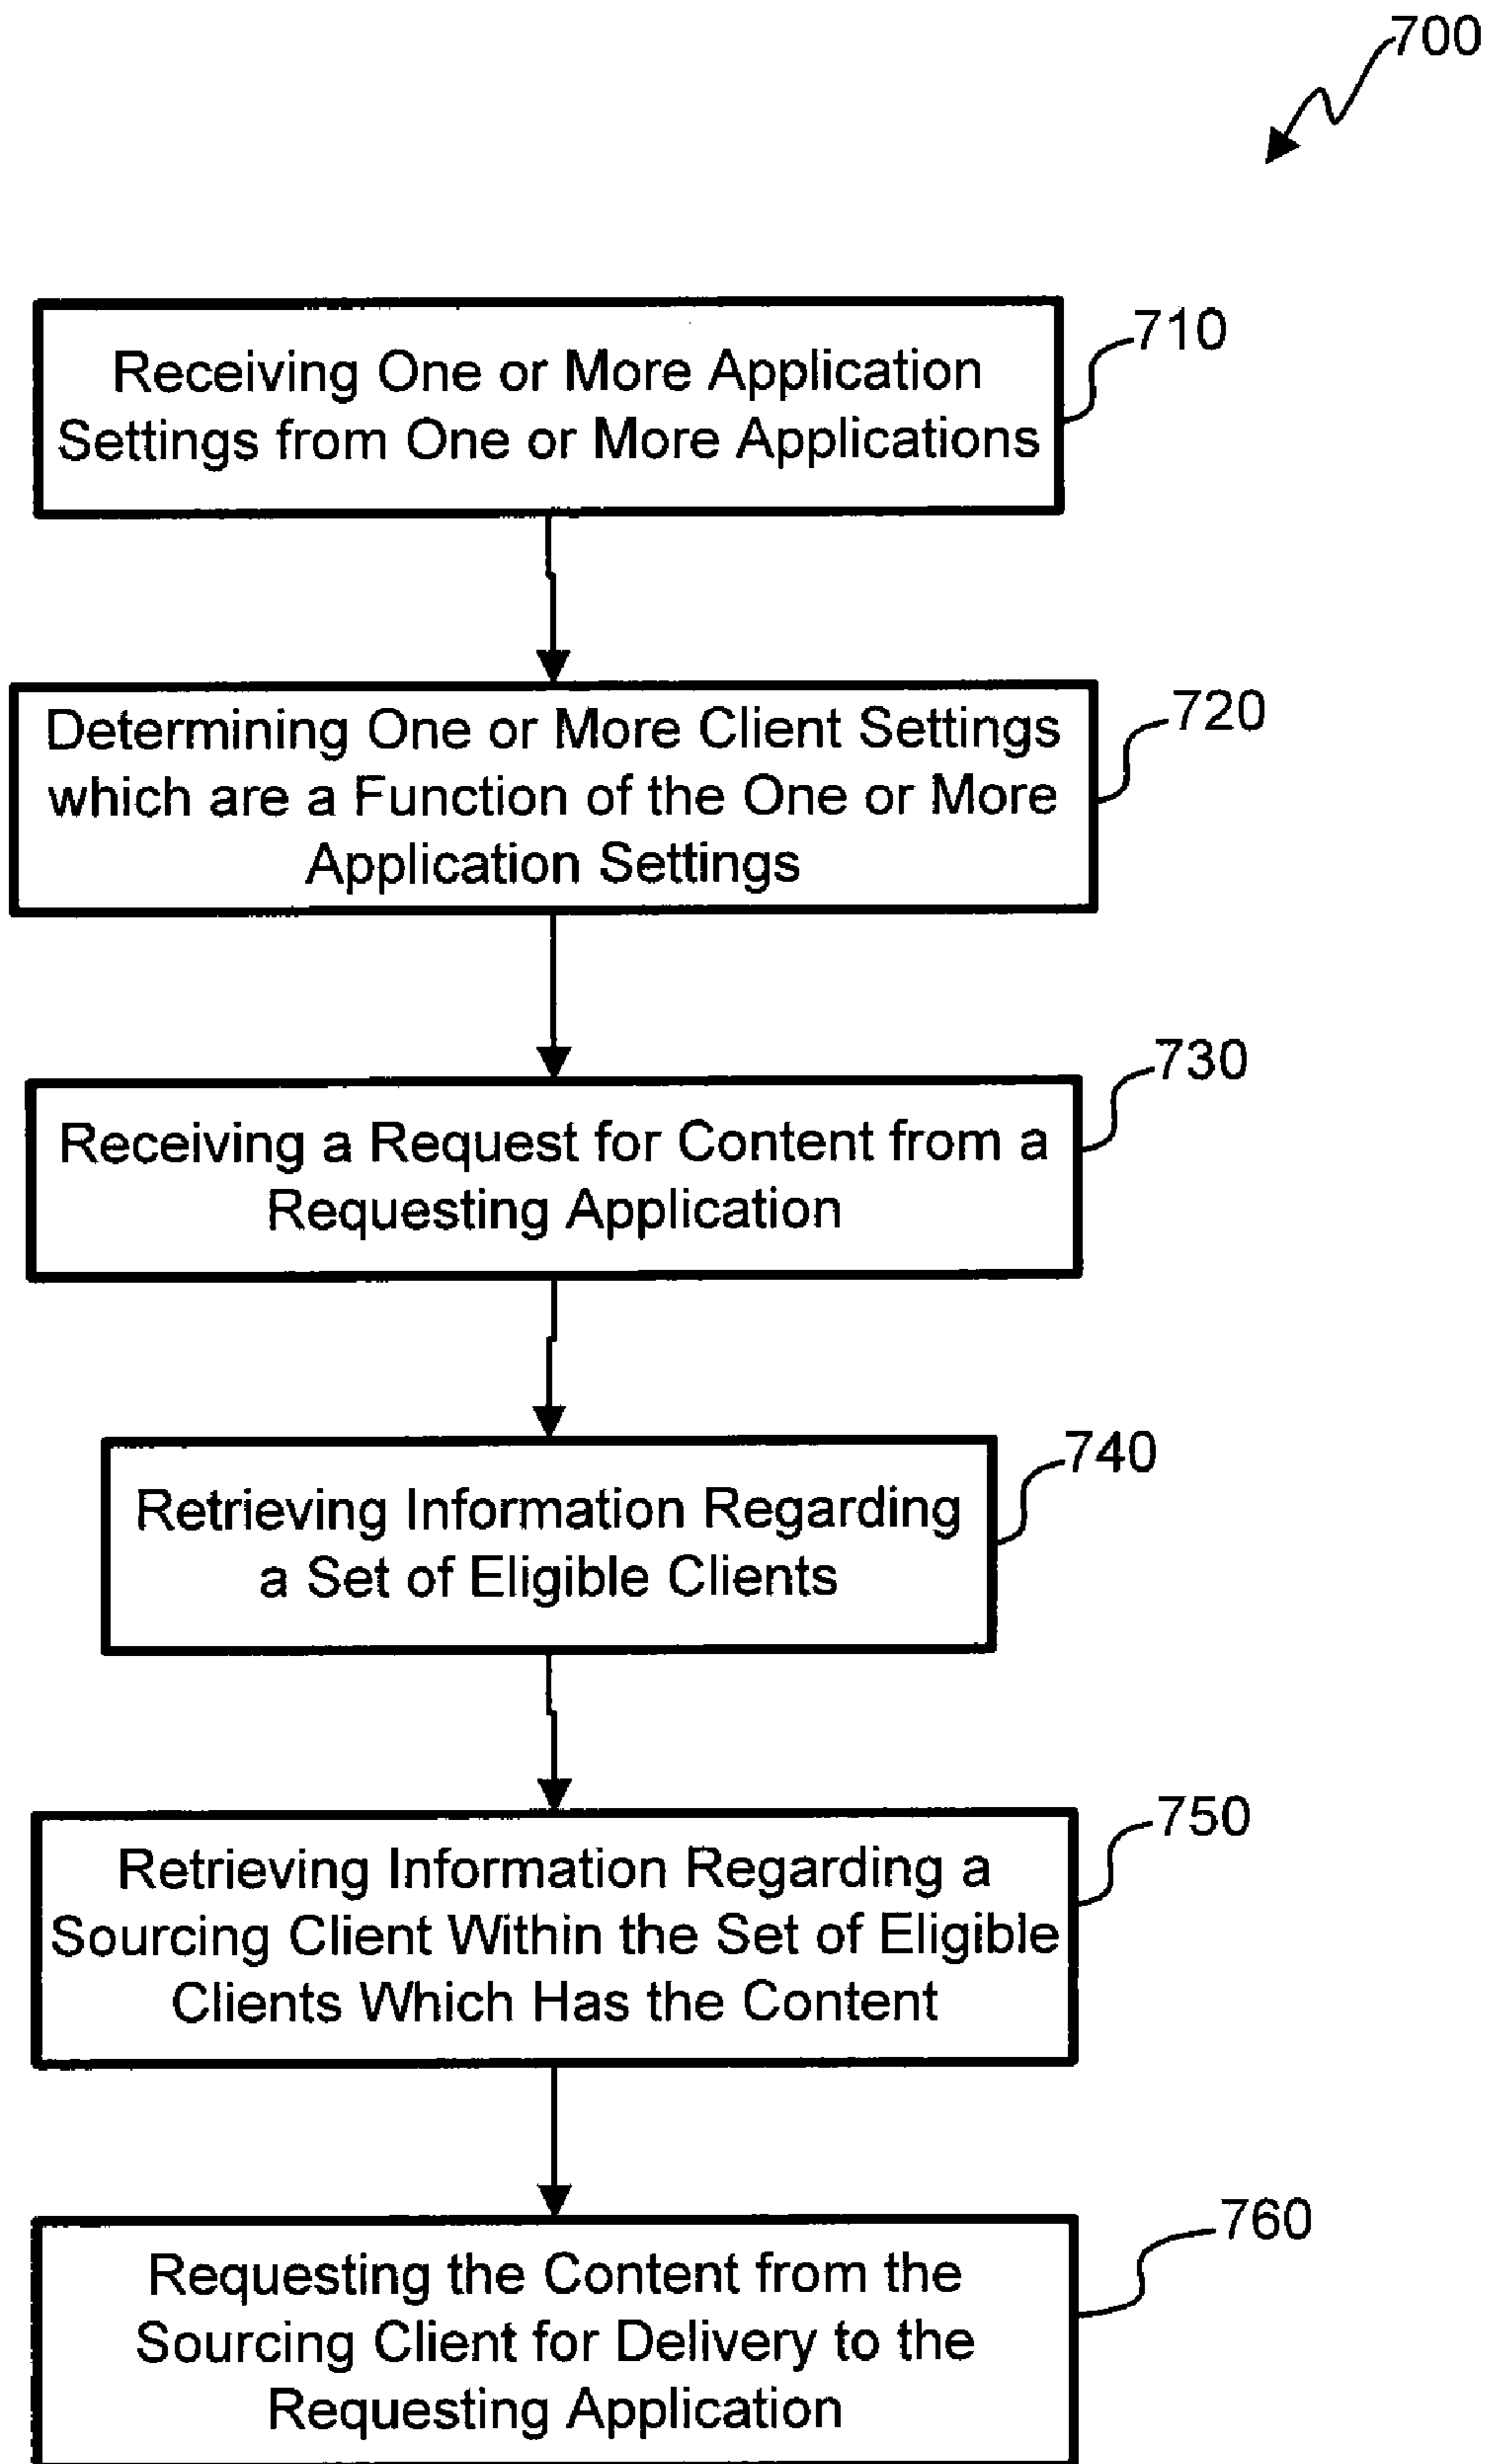 700
Receiving One or More Application
Settings from One or More Applications
710
Determining One or More Client Settings
which are a Function of the One or More
Application Settings
720
Receiving a Request for Content from a
Requesting Application
730
Retrieving Information Regarding
a Set of Eligible Clients
740
Retrieving Information Regarding a
Sourcing Client Within the Set of Eligible
Clients Which Has the Content
750
Requesting the Content from the
Sourcing Client for Delivery to the
Requesting Application
760